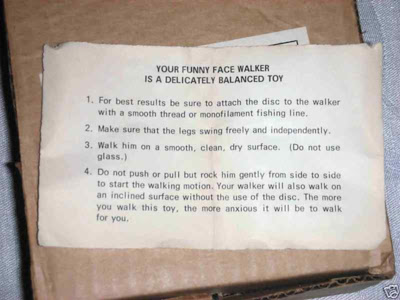 YOUR FUNNY FACE WALKER
IS A DELICATELY BALANCED TOY
1. For best results be sure to attach the disc to the walker
with a smooth thread or monofilament fishing line.
2. Make sure that the legs swing freely and independently.
3. Walk him on a smooth, clean, dry surface. (Do not use
glass.)
4. Do not push or pull but rock him gently from side to side
to start the walking motion. Your walker will also walk on
an inclined surface without the use of the disc. The more
you walk this toy, the more anxious it will be to walk
for you.